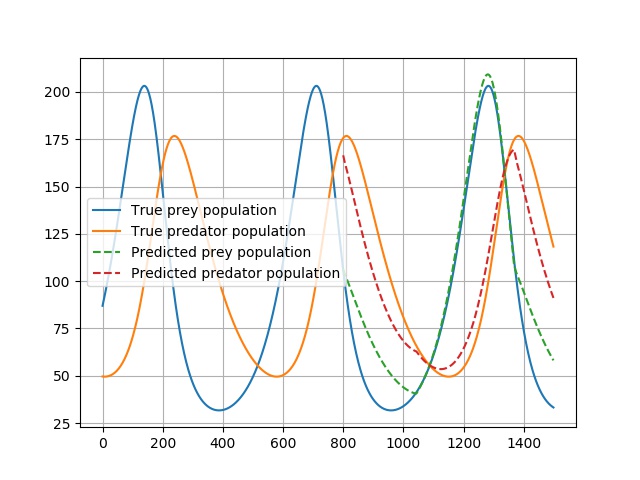 200
175
150
125
100
75
50
25
True prey population
True predator population
Predicted prey population
Predicted predator population
0 200 400 600 800 1000 1200 1400